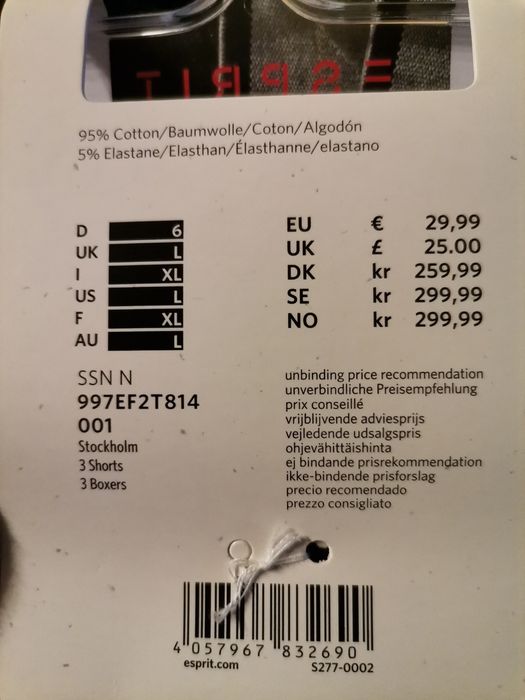 ESPRIT
95% Cotton/Baumwolle/Coton/Algodón
5% Elastane/Elasthan/Élasthanne/elastano
D 6
UK L
I XL
US L
F XL
AU L
EU € 29,99
UK £ 25.00
DK kr 259,99
SE kr 299,99
NO kr 299,99
SSN N
997EF2T814
001
Stockholm
3 Shorts
3 Boxers
unbinding price recommendation
unverbindliche Preisempfehlung
prix conseillé
vrijblijvende adviesprijs
vejledende udsalgspris
ohjevähittäishinta
ej bindande prisrekommendation
ikke-bindende prisforslag
precio recomendado
prezzo consigliato
4 057967 832690
esprit.com S277-0002